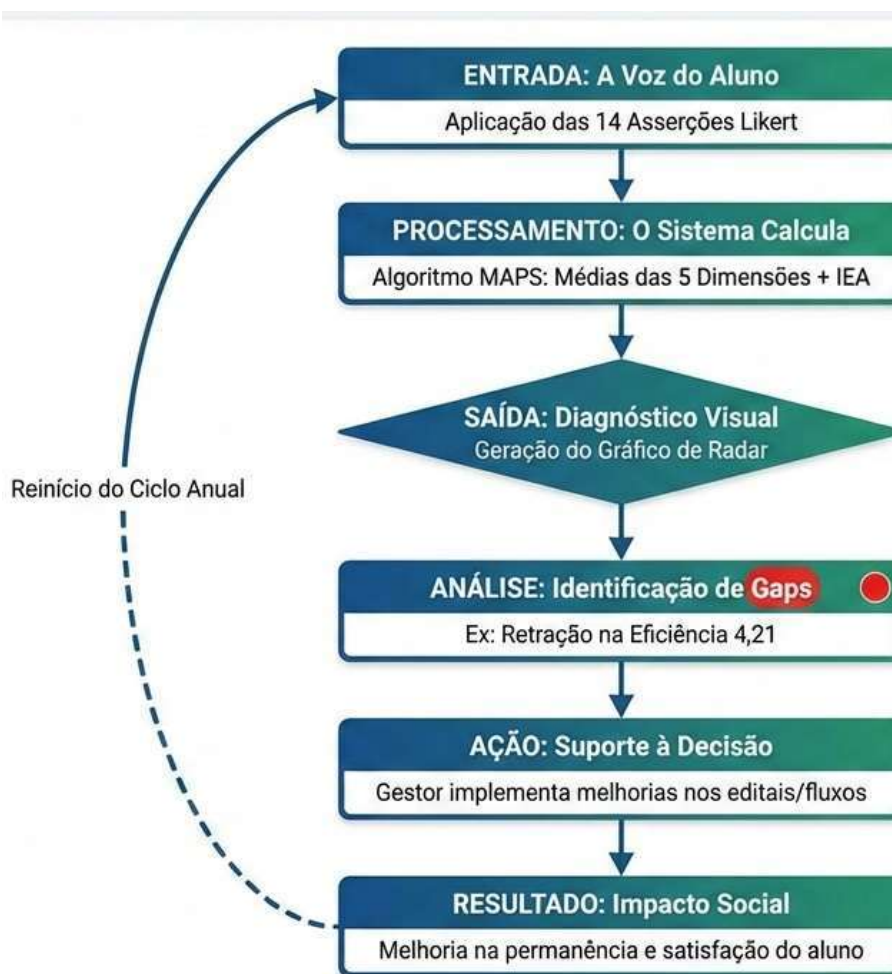 ENTRADA: A Voz do Aluno
Aplicação das 14 Asserções Likert
PROCESSAMENTO: O Sistema Calcula
Algoritmo MAPS: Médias das 5 Dimensões + IEA
SAÍDA: Diagnóstico Visual
Geração do Gráfico de Radar
Reinício do Ciclo Anual
ANÁLISE: Identificação de Gaps
Ex: Retração na Eficiência 4,21
AÇÃO: Suporte à Decisão
Gestor implementa melhorias nos editais/fluxos
RESULTADO: Impacto Social
Melhoria na permanência e satisfação do aluno